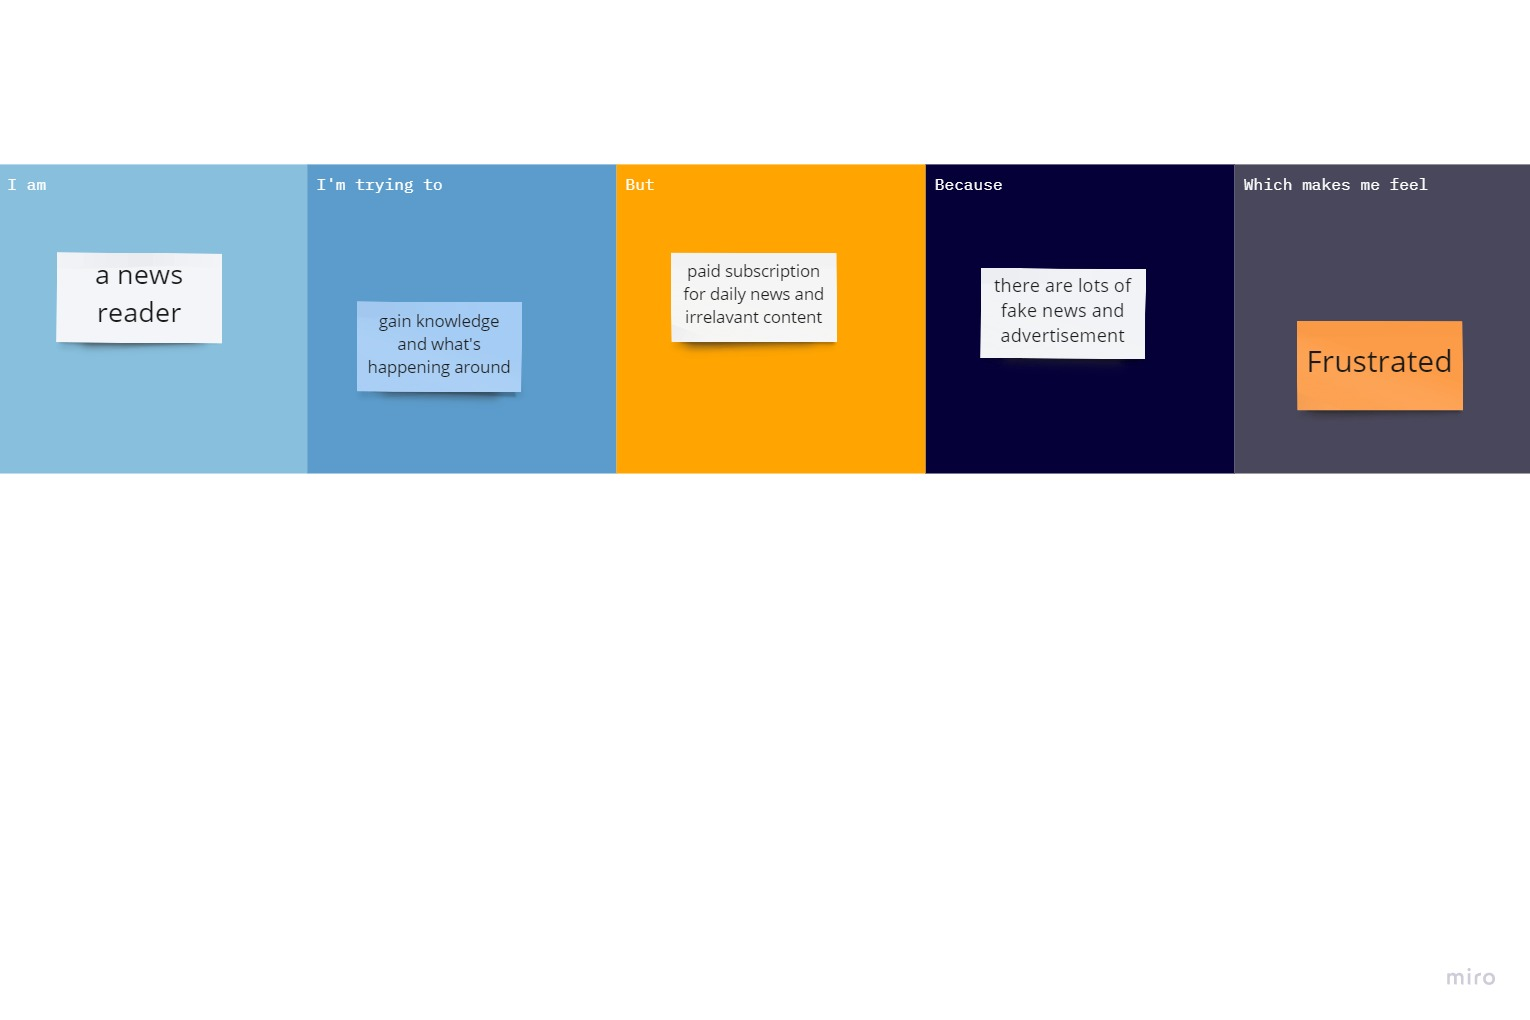 I am
a news
reader
I'm trying to
gain knowledge
and what's
happening around
But
paid subscription
for daily news and
irrelavant content
Because
there are lots of
fake news and
advertisement
Which makes me feel
Frustrated
miro